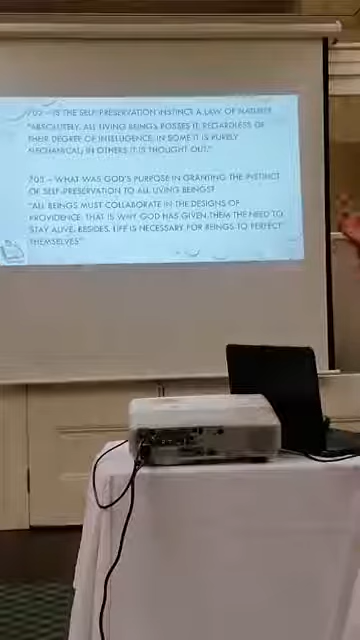 702 – IS THE SELF-PRESERVATION INSTINCT A LAW OF NATURE?
"ABSOLUTELY. ALL LIVING BEINGS POSSES IT, REGARDLESS OF
THEIR DEGREE OF INTELLIGENCE. IN SOME IT IS PURELY
MECHANICAL; IN OTHERS IT IS THOUGHT OUT."
703 – WHAT WAS GOD'S PURPOSE IN GRANTING THE INSTINCT
OF SELF-PRESERVATION TO ALL LIVING BEINGS?
"ALL BEINGS MUST COLLABORATE IN THE DESIGNS OF
PROVIDENCE. THAT IS WHY GOD HAS GIVEN THEM THE NEED TO
STAY ALIVE. BESIDES, LIFE IS NECESSARY FOR BEINGS TO PERFECT
THEMSELVES"